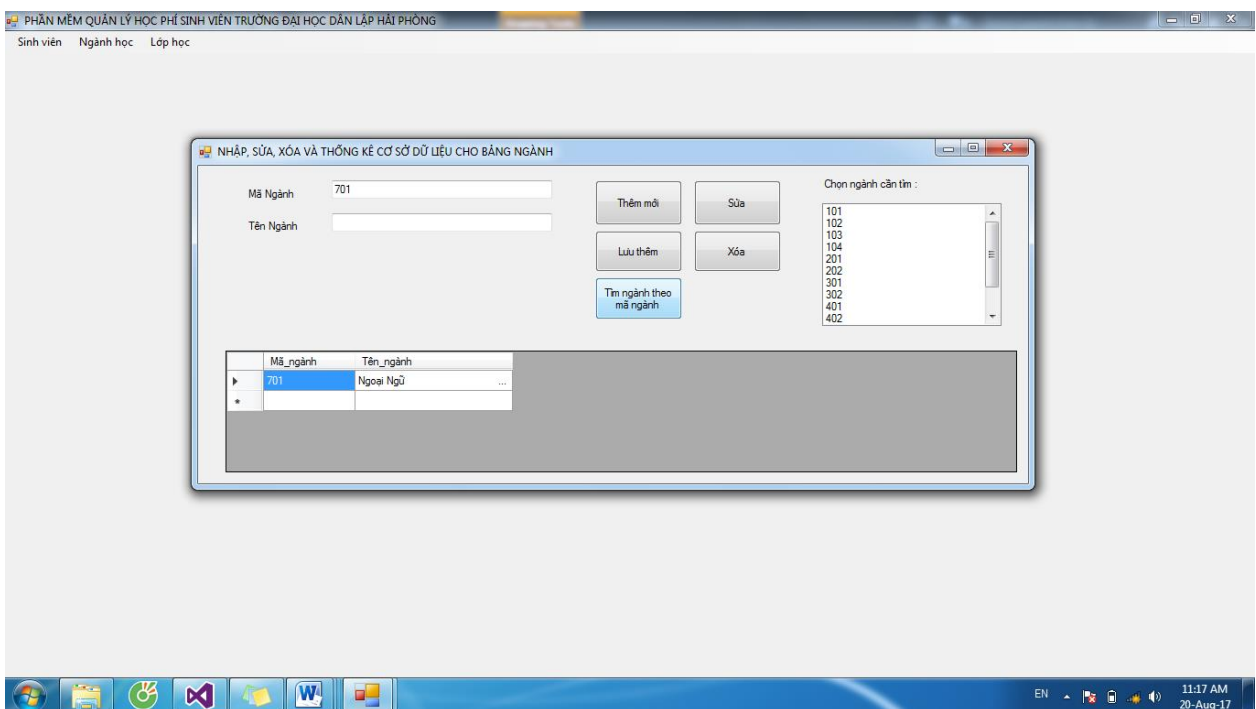 PHẦN MỀM QUẢN LÝ HỌC PHÍ SINH VIÊN TRƯỜNG ĐẠI HỌC DÂN LẬP HẢI PHÒNG
Sinh viên Ngành học Lớp học
NHẬP, SỬA, XÓA VÀ THỐNG KÊ CƠ SỞ DỮ LIỆU CHO BẢNG NGÀNH
Mã Ngành 701
Tên Ngành
Thêm mới Sửa
Lưu thêm Xóa
Tìm ngành theo
mã ngành
Chọn ngành cần tìm :
101
102
103
104
201
202
301
302
401
402
Mã_ngành Tên_ngành
701 Ngoại Ngữ ...
EN
11:17 AM
20-Aug-17